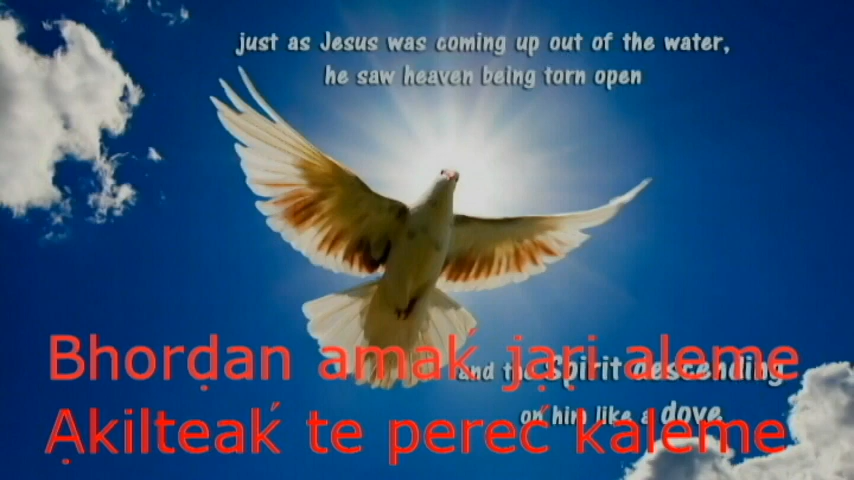 just as Jesus was coming up out of the water,
he saw heaven being torn open
Bhorḍan amaḱ jạṛi aleme
and the Spirit descending
on him like a dove
Ạkilteaḱ te pereć kaleme